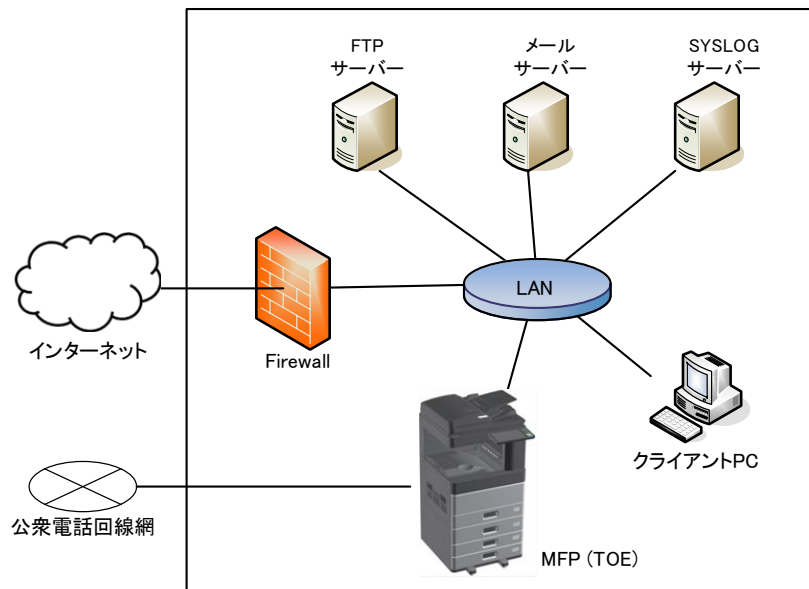 FTP
サーバー
メール
サーバー
SYSLOG
サーバー
LAN
インターネット
Firewall
クライアントPC
公衆電話回線網
MFP (TOE)